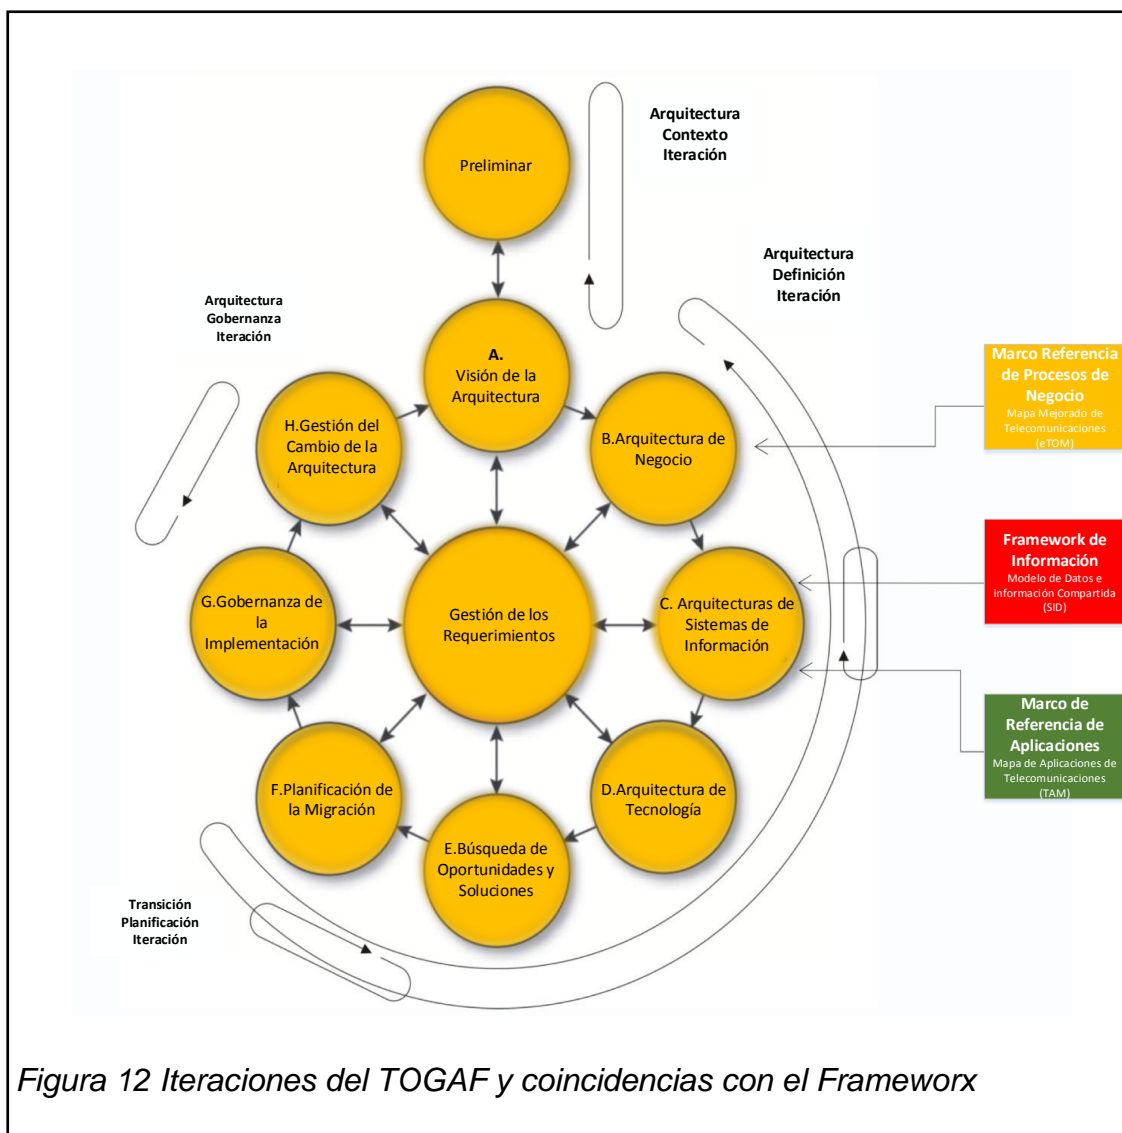 Preliminar
Arquitectura
Contexto
Iteración
Arquitectura
Definición
Iteración
Arquitectura
Gobernanza
Iteración
A.
Visión de la
Arquitectura
H.Gestión del
Cambio de la
Arquitectura
B.Arquitectura de
Negocio
Marco Referencia
de Procesos de
Negocio
Mapa Mejorado de
Telecomunicaciones
(eTOM)
G.Gobernanza de
la
Implementación
Gestión de los
Requerimientos
C. Arquitecturas de
Sistemas de
Información
Framework de
Información
Modelo de Datos e
información Compartida
(SID)
F.Planificación de
la Migración
D.Arquitectura de
Tecnología
Marco de
Referencia de
Aplicaciones
Mapa de Aplicaciones de
Telecomunicaciones
(TAM)
E.Búsqueda de
Oportunidades y
Soluciones
Transición
Planificación
Iteración
Figura 12 Iteraciones del TOGAF y coincidencias con el Frameworx